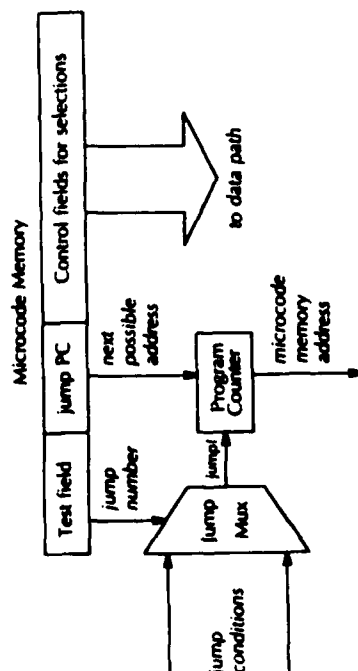 Microcode Memory
Test field
jump PC
Control fields for selections
jump
number
next
possible
address
to data path
jump
conditions
Jump
Mux
jump!
Program
Counter
microcode
memory
address